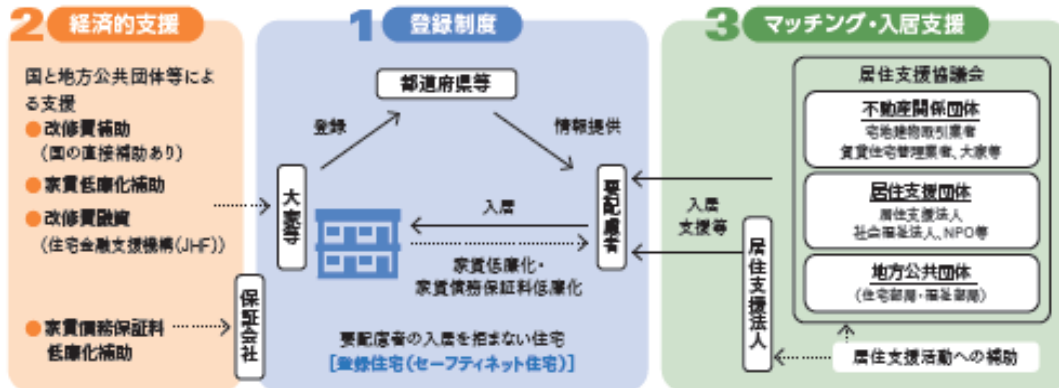 2 経済的支援
国と地方公共団体等によ
る支援
●改修費補助
(国の直接補助あり)
●家賃低廉化補助
●改修費融資
(住宅金融支援機構(JHF))
●家賃債務保証料
低廉化補助
保証会社
1 登録制度
都道府県等
登録
情報提供
大家等
要配慮者
入居
家賃低廉化・
家賃債務保証料低廉化
要配慮者の入居を拒まない住宅
[登録住宅(セーフティネット住宅)]
3 マッチング・入居支援
居住支援協議会
不動産関係団体
宅地建物取引業者
賃貸住宅管理業者、大家等
居住支援団体
居住支援法人
社会福祉法人、NPO等
地方公共団体
(住宅部局・福祉部局)
入居
支援等
居住支援法人
居住支援活動への補助